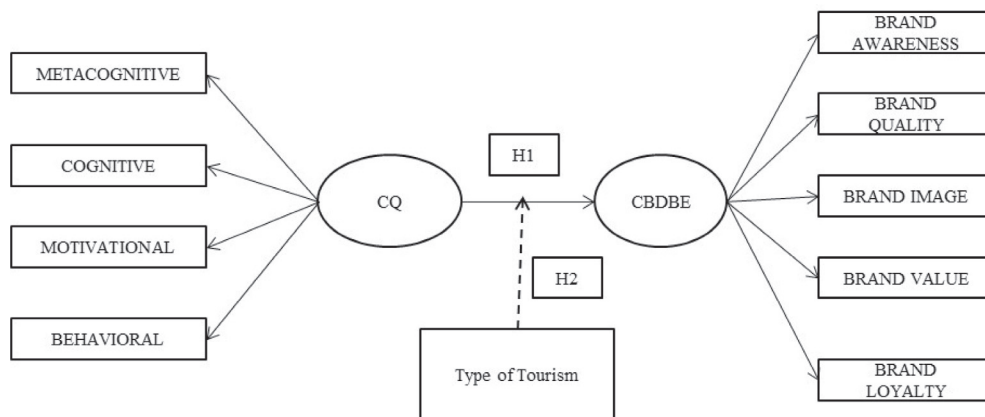 METACOGNITIVE
COGNITIVE
MOTIVATIONAL
BEHAVIORAL
CQ
H1
H2
Type of Tourism
CBDBE
BRAND
AWARENESS
BRAND
QUALITY
BRAND IMAGE
BRAND VALUE
BRAND
LOYALTY